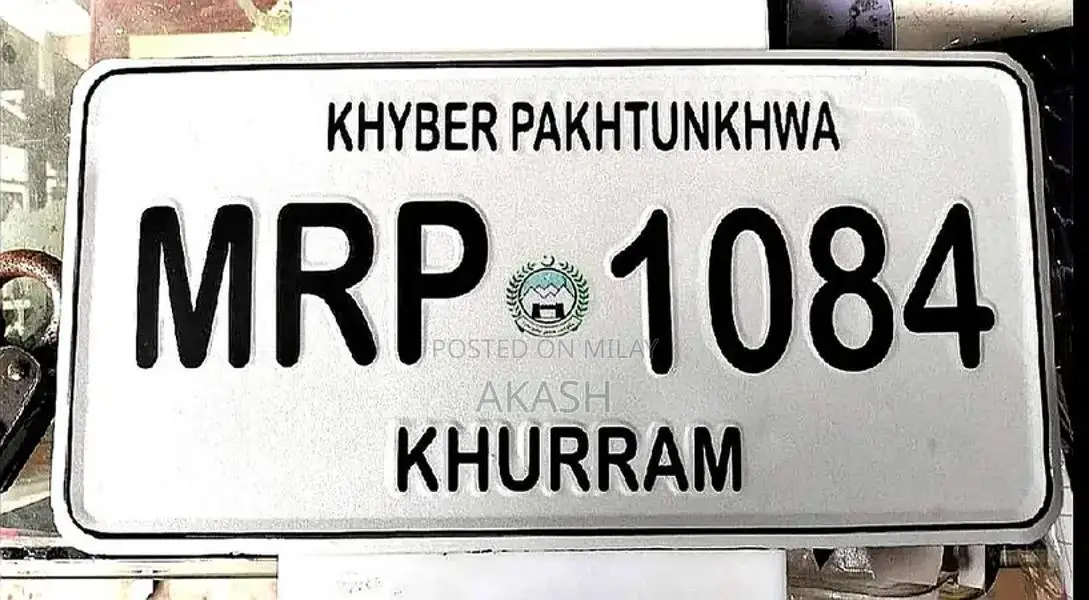 KHYBER PAKHTUNKHWA
MRP 1084
POSTED ON MILAY
AKASH
KHURRAM